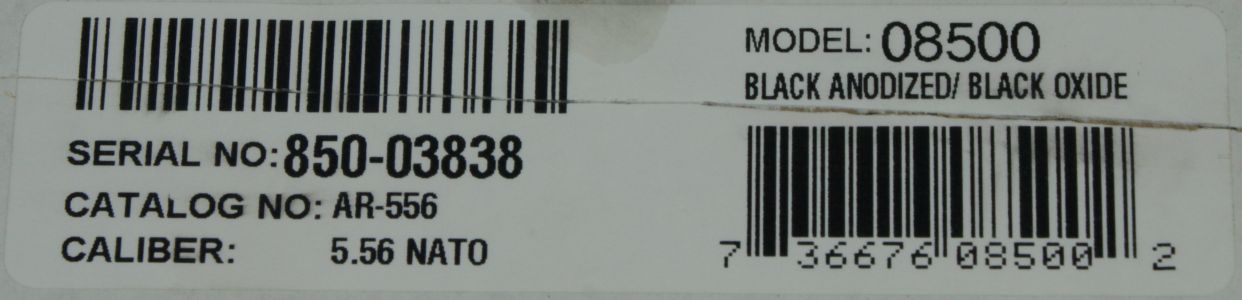 SERIAL NO: 850-03838
CATALOG NO: AR-556
CALIBER: 5.56 NATO
MODEL: 08500
BLACK ANODIZED/ BLACK OXIDE
7 36676 08500 2